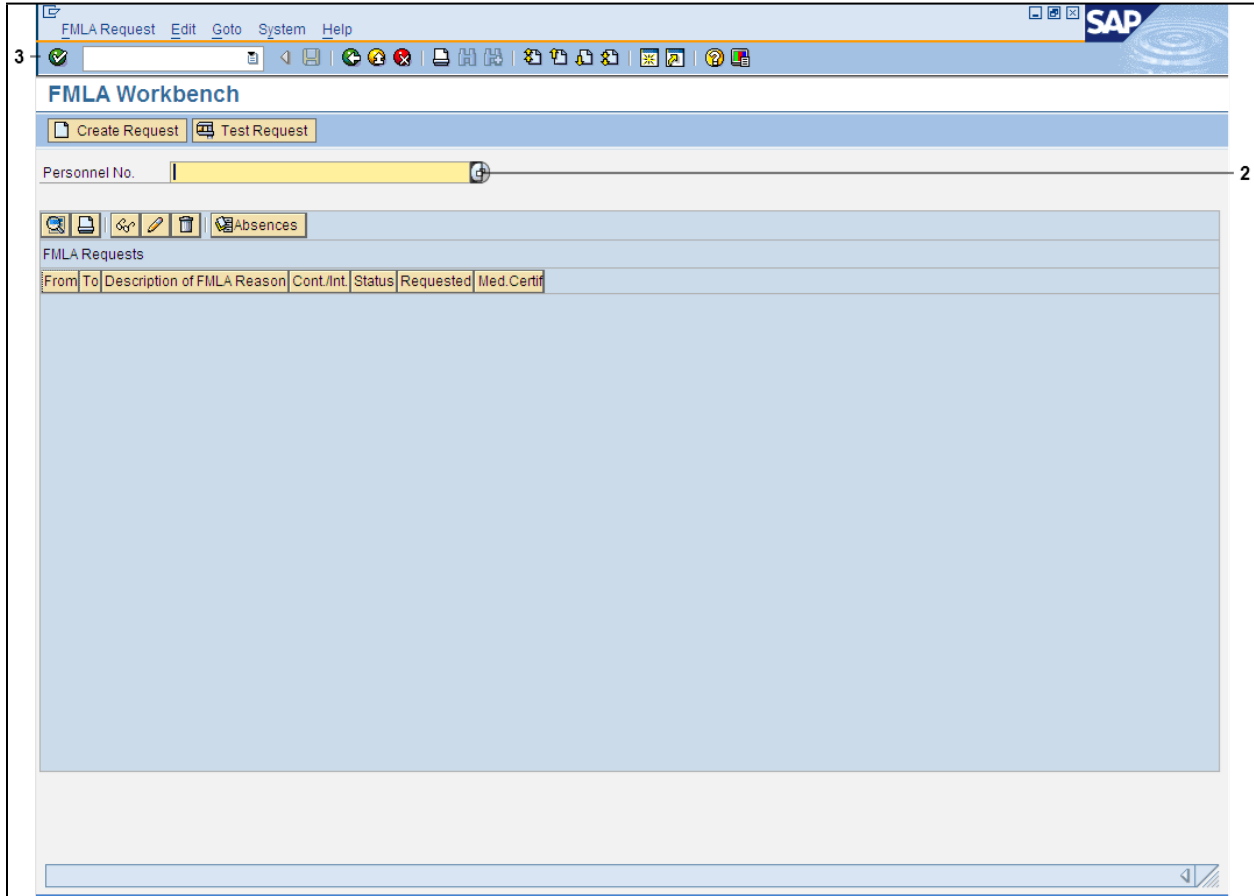 FMLA Request Edit Goto System Help
SAP
3
FMLA Workbench
Create Request Test Request
Personnel No.
2
Absences
FMLA Requests
From To Description of FMLA Reason Cont./Int. Status Requested Med.Certif